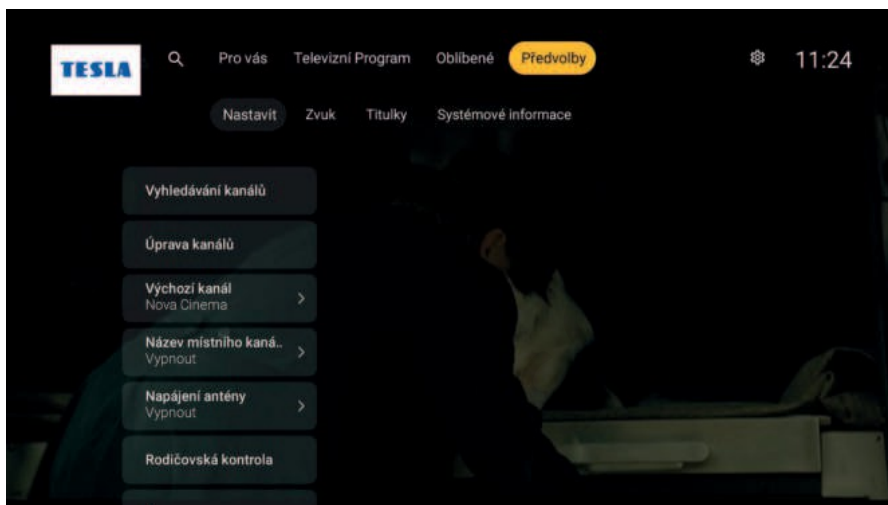 TESLA
Pro vás Televizní Program Oblíbené Předvolby 11:24
Nastavit Zvuk Titulky Systémové informace
Vyhledávání kanálů
Úprava kanálů
Výchozí kanál
Nova Cinema
Název místního kaná..
Vypnout
Napájení antény
Vypnout
Rodičovská kontrola